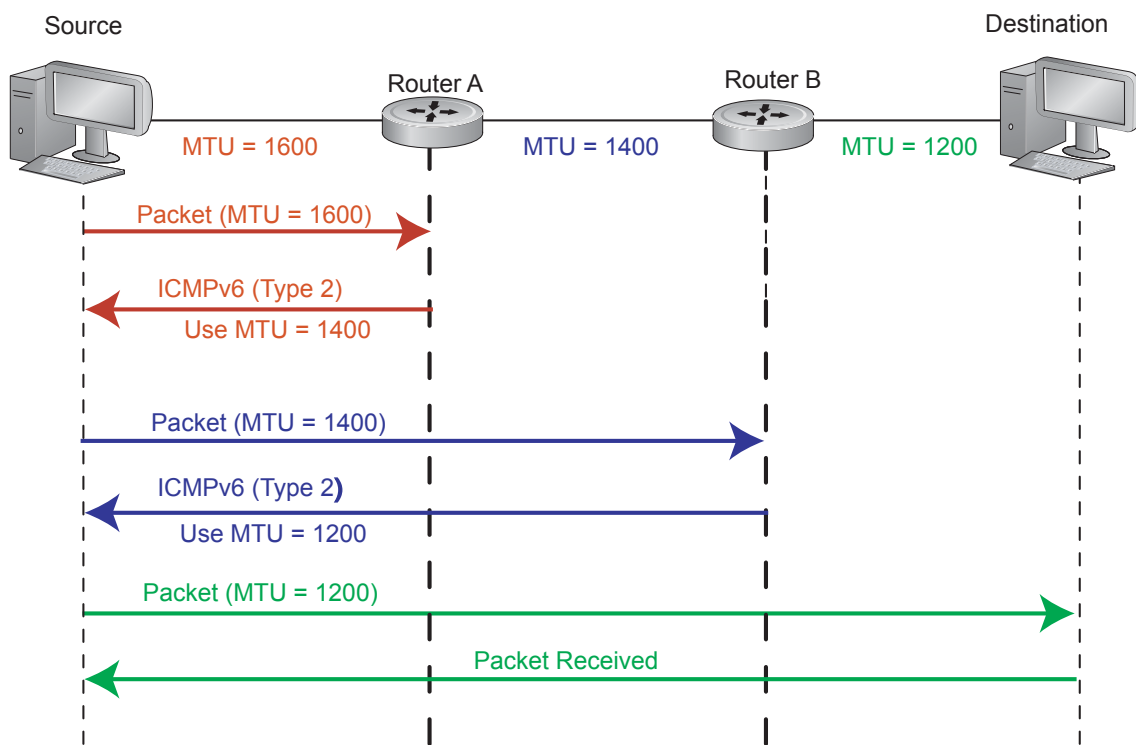 Source
Destination
Router A
Router B
MTU = 1600
MTU = 1400
MTU = 1200
Packet (MTU = 1600)
ICMPv6 (Type 2)
Use MTU = 1400
Packet (MTU = 1400)
ICMPv6 (Type 2)
Use MTU = 1200
Packet (MTU = 1200)
Packet Received